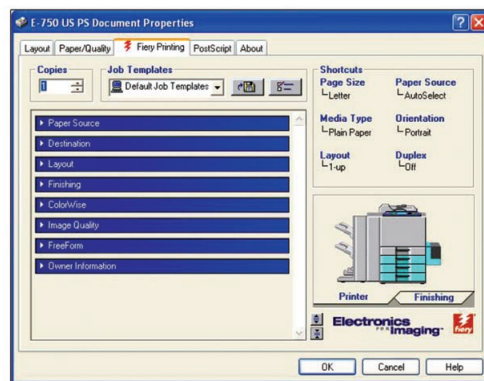 E-750 US PS Document Properties
Layout Paper/Quality Fiery Printing PostScript About
Copies
1
Job Templates
Default Job Templates
Paper Source
Destination
Layout
Finishing
ColorWise
Image Quality
FreeForm
Owner Information
Shortcuts
Page Size Paper Source
Letter AutoSelect
Media Type Orientation
Plain Paper Portrait
Layout Duplex
1-up Off
Printer Finishing
Electronics
FOR Imaging
fiery
OK Cancel Help